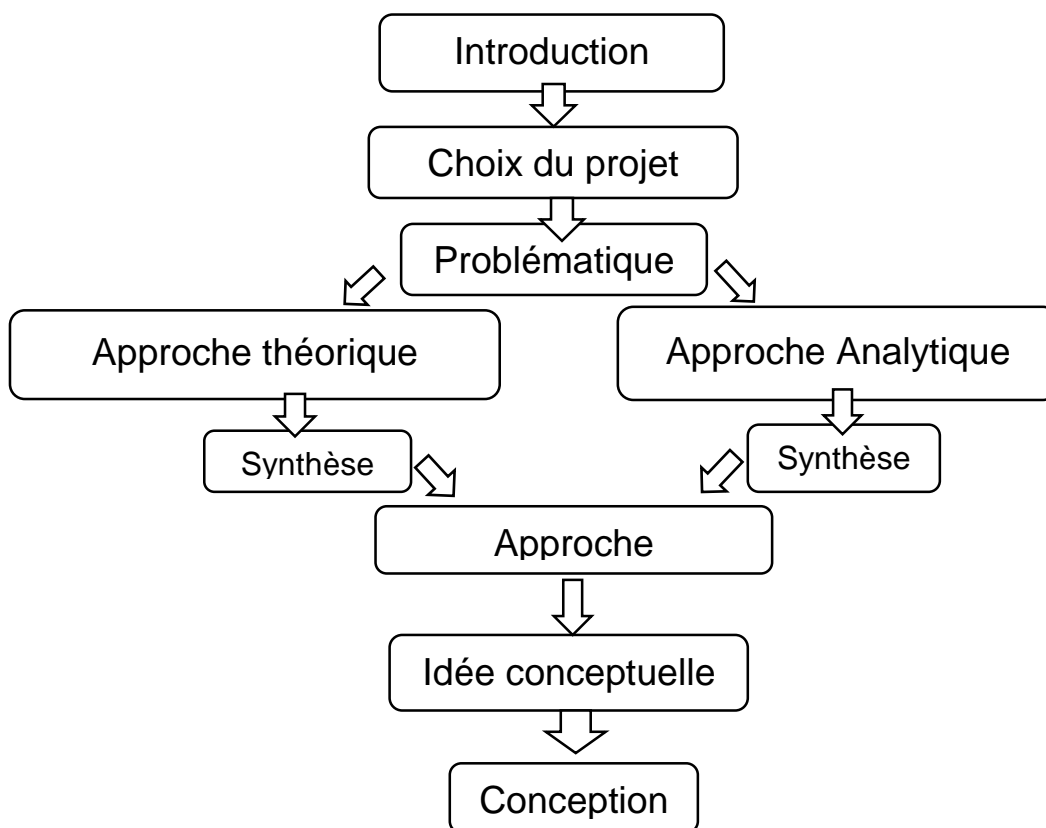 Introduction
Choix du projet
Problématique
Approche théorique
Approche Analytique
Synthèse
Synthèse
Approche
Idée conceptuelle
Conception